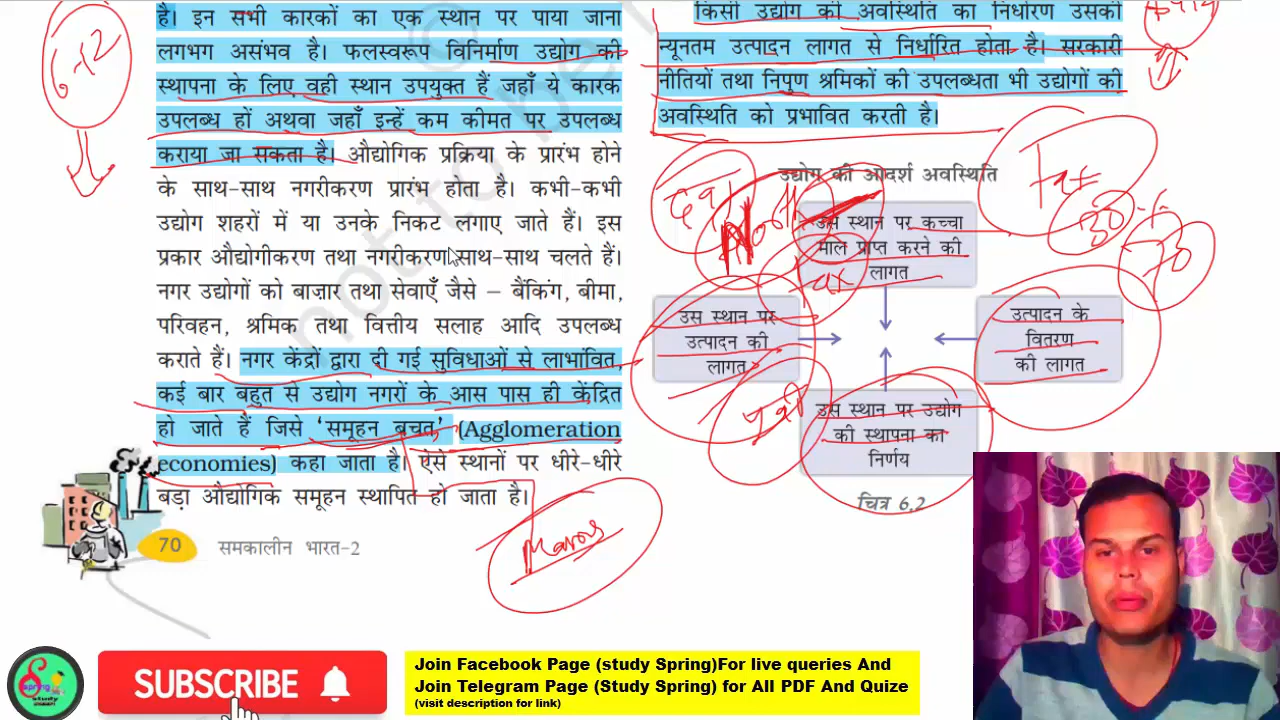 है। इन सभी कारकों का एक स्थान पर पाया जाना
लगभग असंभव है। फलस्वरूप विनिर्माण उद्योग की
स्थापना के लिए वही स्थान उपयुक्त हैं जहाँ ये कारक
उपलब्ध हों अथवा जहाँ इन्हें कम कीमत पर उपलब्ध
कराया जा सकता है। औद्योगिक प्रक्रिया के प्रारंभ होने
के साथ-साथ नगरीकरण प्रारंभ होता है। कभी-कभी
उद्योग शहरों में या उनके निकट लगाए जाते हैं। इस
प्रकार औद्योगीकरण तथा नगरीकरण साथ-साथ चलते हैं।
नगर उद्योगों को बाज़ार तथा सेवाएँ जैसे – बैंकिंग, बीमा,
परिवहन, श्रमिक तथा वित्तीय सलाह आदि उपलब्ध
कराते हैं। नगर केंद्रों द्वारा दी गई सुविधाओं से लाभांवित,
कई बार बहुत से उद्योग नगरों के आस पास ही केंद्रित
हो जाते हैं जिसे ‘समूहन बचत’ (Agglomeration
economies) कहा जाता है। ऐसे स्थानों पर धीरे-धीरे
बड़ा औद्योगिक समूहन स्थापित हो जाता है।
70 समकालीन भारत-2
किसी उद्योग की अवस्थिति का निर्धारण उसकी
न्यूनतम उत्पादन लागत से निर्धारित होता है। सरकारी
नीतियों तथा निपुण श्रमिकों की उपलब्धता भी उद्योगों की
अवस्थिति को प्रभावित करती है।
उद्योग की आदर्श अवस्थिति
उस स्थान पर कच्चा
माल प्राप्त करने की
लागत
उस स्थान पर
उत्पादन की
लागत
उत्पादन के
वितरण
की लागत
उस स्थान पर उद्योग
की स्थापना का
निर्णय
चित्र 6.2
Tax
Tax
not to be
SUBSCRIBE
Join Facebook Page (study Spring)For live queries And
Join Telegram Page (Study Spring) for All PDF And Quize
(visit description for link)